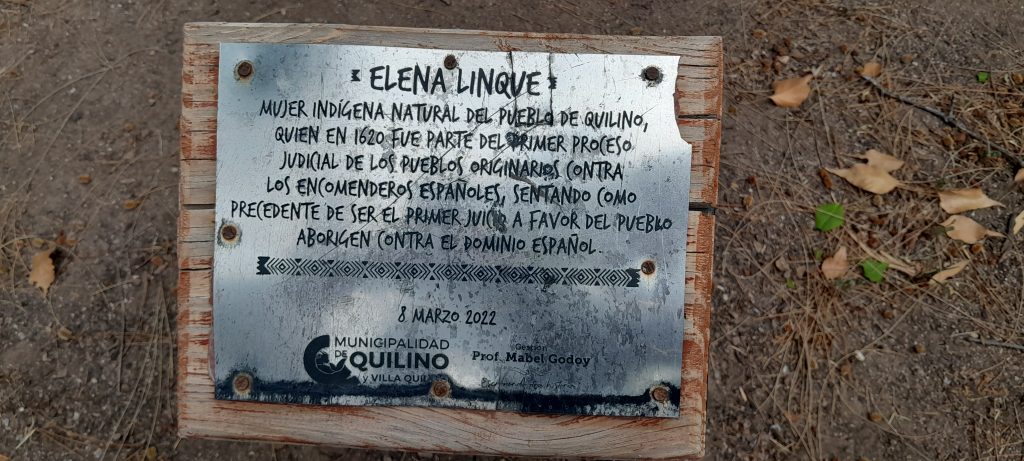 ELENA LINQUE
MUJER INDÍGENA NATURAL DEL PUEBLO DE QUILINO,
QUIEN EN 1620 FUE PARTE DEL PRIMER PROCESO
JUDICIAL DE LOS PUEBLOS ORIGINARIOS CONTRA
LOS ENCOMENDEROS ESPAÑOLES, SENTANDO COMO
PRECEDENTE DE SER EL PRIMER JUICIO A FAVOR DEL PUEBLO
ABORIGEN CONTRA EL DOMINIO ESPAÑOL.
8 MARZO 2022
MUNICIPALIDAD
DE QUILINO
y VILLA QUI
Gestión
Prof. Mabel Godoy